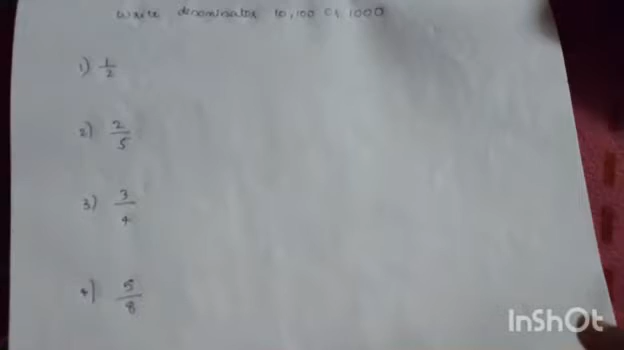 Write denominator 10,100 or 1000
1) 1/2
2) 2/5
3) 3/4
4) 5/8
InShOt